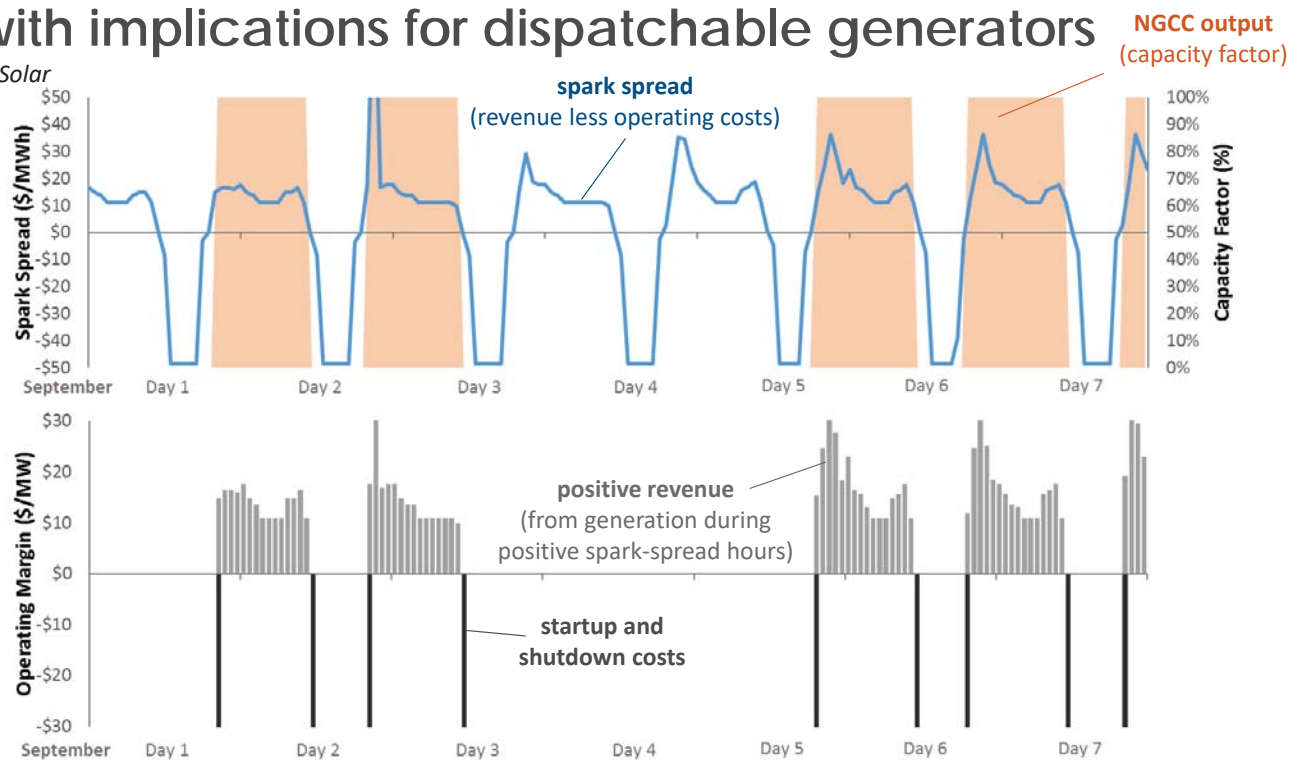 with implications for dispatchable generators
NGCC output
(capacity factor)
Solar
spark spread
(revenue less operating costs)
Spark Spread ($/MWh)
$50
$40
$30
$20
$10
$0
-$10
-$20
-$30
-$40
-$50
100%
90%
80%
70%
60%
50%
40%
30%
20%
10%
0%
Capacity Factor (%)
September Day 1 Day 2 Day 3 Day 4 Day 5 Day 6 Day 7
Operating Margin ($/MW)
$30
$20
$10
$0
-$10
-$20
-$30
positive revenue
(from generation during
positive spark-spread hours)
startup and
shutdown costs
September Day 1 Day 2 Day 3 Day 4 Day 5 Day 6 Day 7